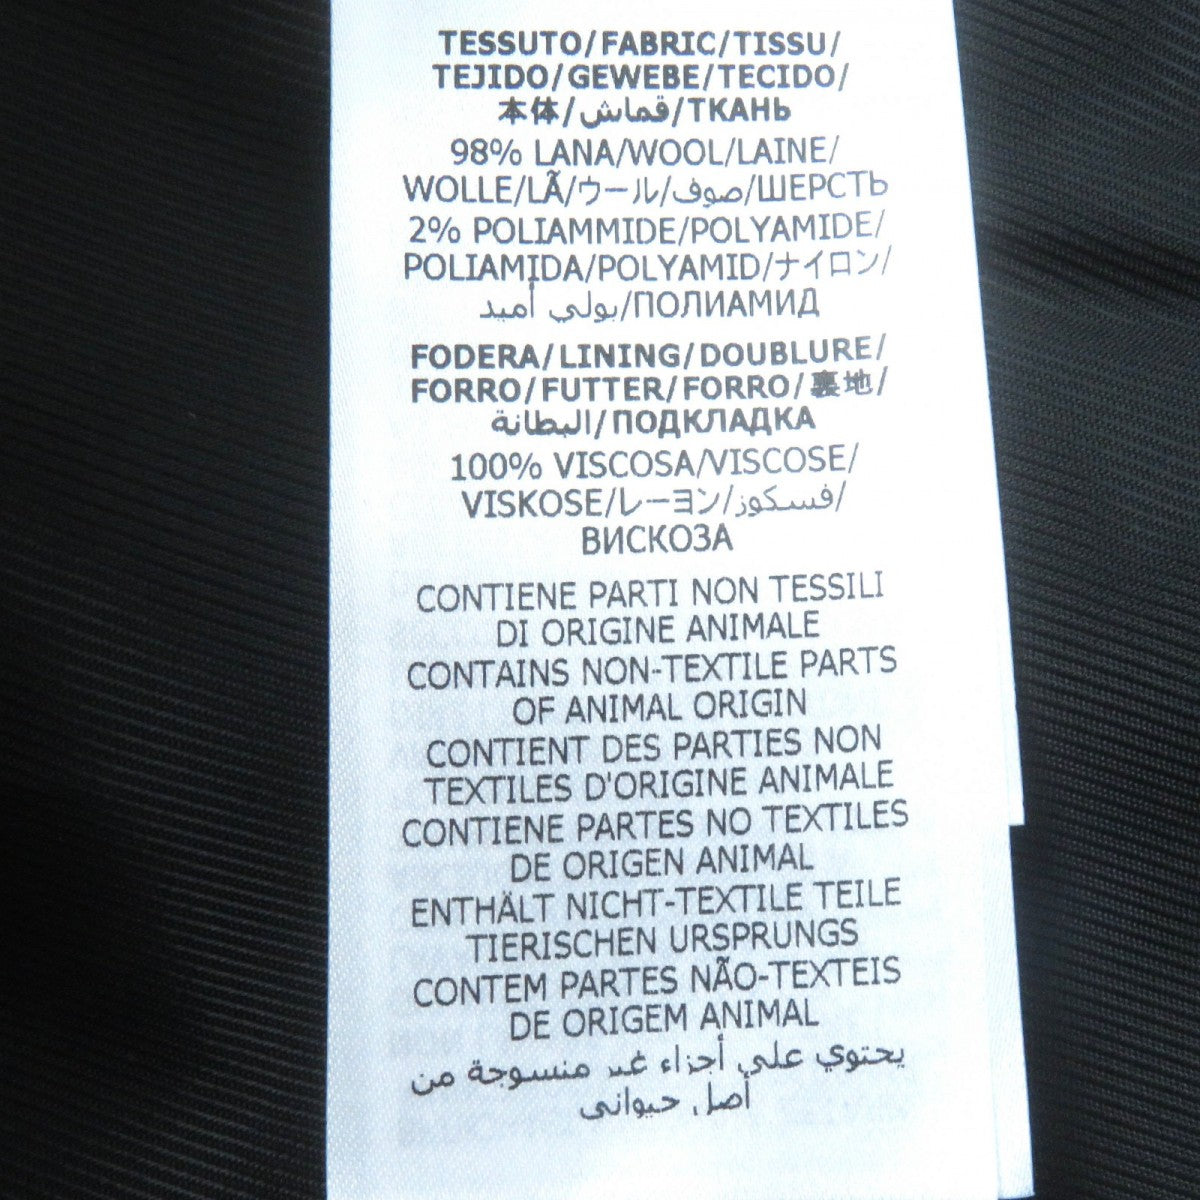 TESSUTO/FABRIC/TISSU/
TEJIDO/GEWEBE/TECIDO/
本体/قماش/ТКАНЬ
98% LANA/WOOL/LAINE/
WOLLE/LÃ/ウール/صوف/ШЕРСТЬ
2% POLIAMMIDE/POLYAMIDE/
POLIAMIDA/POLYAMID/ナイロン/
بولي أميد/ПОЛИАМИД
FODERA/LINING/DOUBLURE/
FORRO/FUTTER/FORRO/裏地/
البطانة/ПОДКЛАДКА
100% VISCOSA/VISCOSE/
VISKOSE/レーヨン/فسكوز/
ВИСКОЗА
CONTIENE PARTI NON TESSILI
DI ORIGINE ANIMALE
CONTAINS NON-TEXTILE PARTS
OF ANIMAL ORIGIN
CONTIENT DES PARTIES NON
TEXTILES D'ORIGINE ANIMALE
CONTIENE PARTES NO TEXTILES
DE ORIGEN ANIMAL
ENTHÄLT NICHT-TEXTILE TEILE
TIERISCHEN URSPRUNGS
CONTEM PARTES NÃO-TEXTEIS
DE ORIGEM ANIMAL
يحتوي على أجزاء غير منسوجة من
أصل حيواني